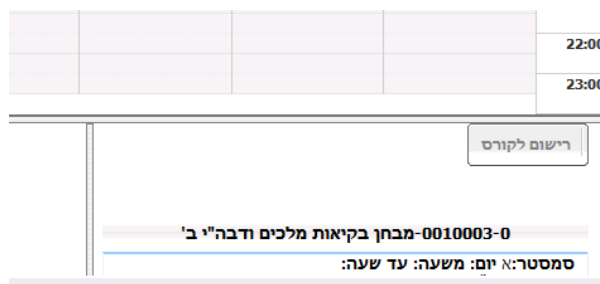 22:00
23:00
רישום לקורס
0010003-0-מבחן בקיאות מלכים ודבה"י ב'
סמסטר:א יום: משעה: עד שעה: